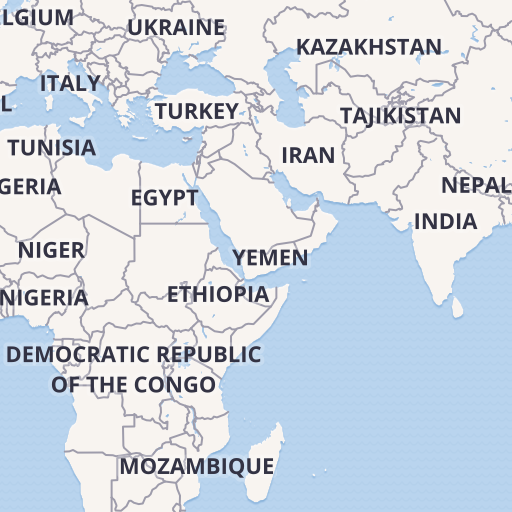 ELGIUM
UKRAINE
KAZAKHSTAN
ITALY
L
TURKEY
TAJIKISTAN
TUNISIA
IRAN
GERIA
EGYPT
NEPAL
INDIA
NIGER
YEMEN
NIGERIA
ETHIOPIA
DEMOCRATIC REPUBLIC
OF THE CONGO
MOZAMBIQUE